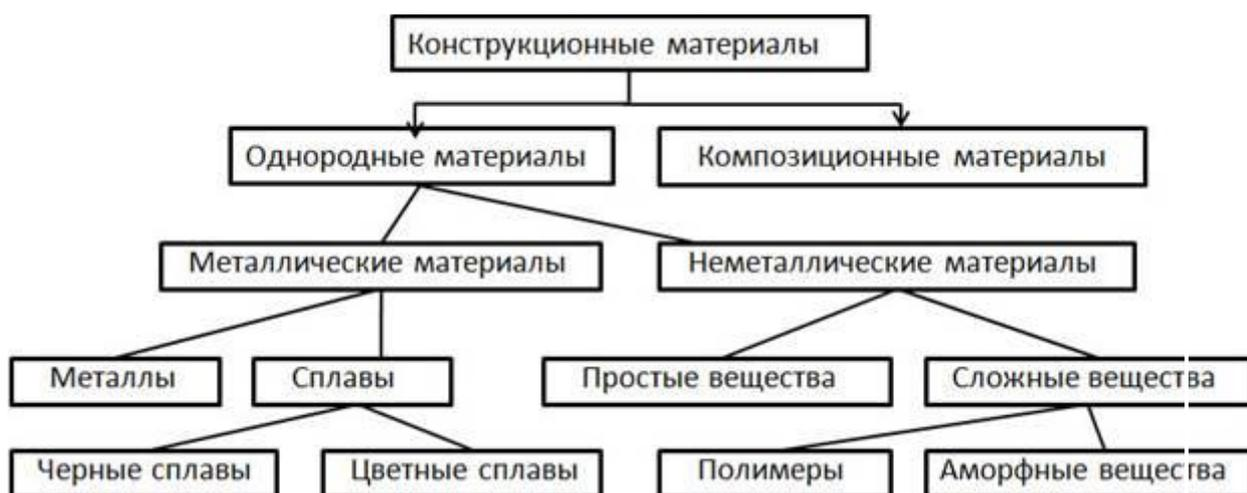 Конструкционные материалы
Однородные материалы
Композиционные материалы
Металлические материалы
Неметаллические материалы
Металлы
Сплавы
Простые вещества
Сложные вещества
Черные сплавы
Цветные сплавы
Полимеры
Аморфные вещества